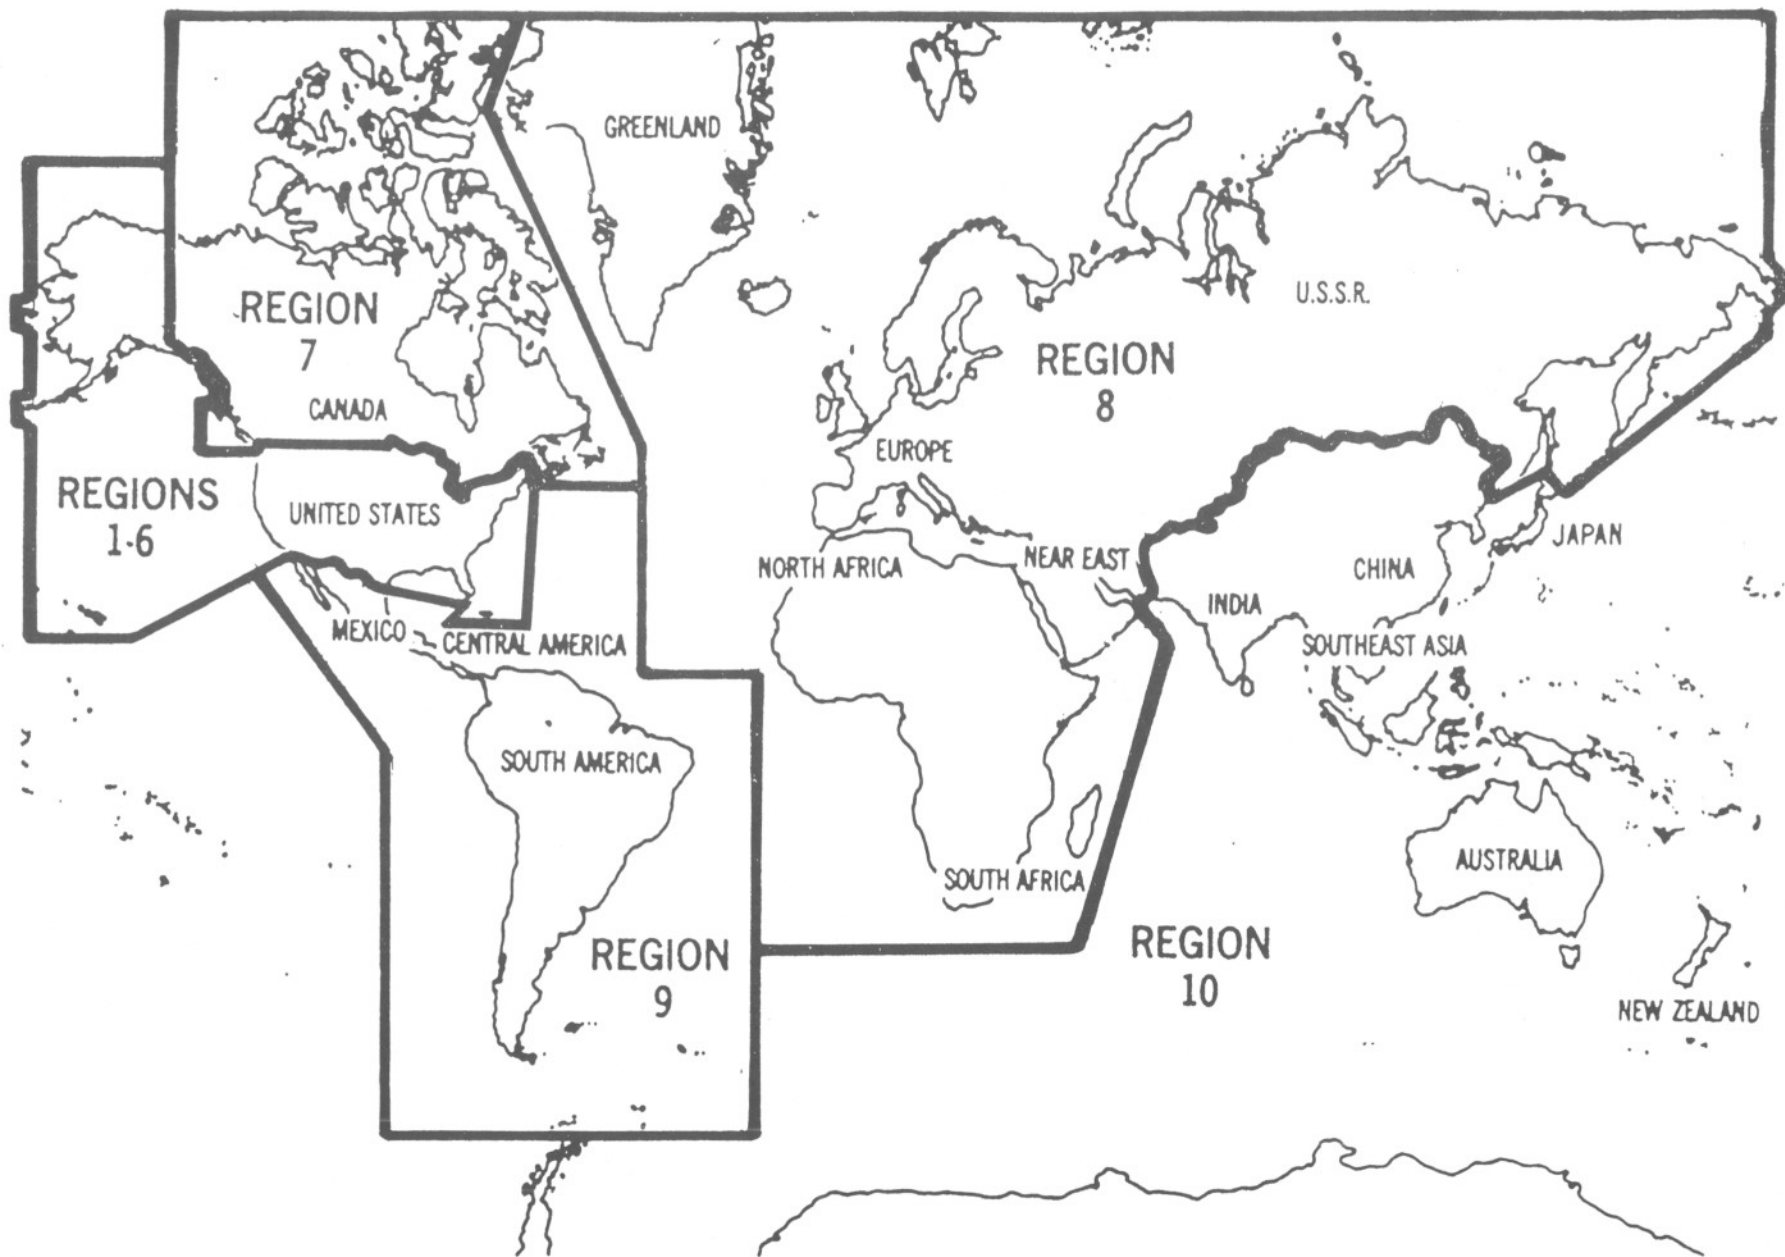 GREENLAND
REGION
7
CANADA
U.S.S.R.
REGION
8
EUROPE
REGIONS
1-6
UNITED STATES
JAPAN
NORTH AFRICA
NEAR EAST
CHINA
INDIA
MEXICO
CENTRAL AMERICA
SOUTHEAST ASIA
SOUTH AMERICA
AUSTRALIA
SOUTH AFRICA
REGION
9
REGION
10
NEW ZEALAND